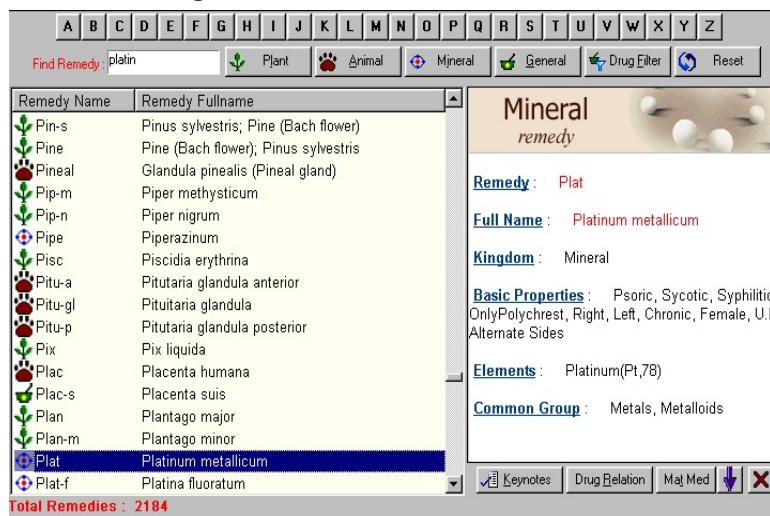 A B C D E F G H I J K L M N O P Q R S T U V W X Y Z
Find Remedy : platin Plant Animal Mineral General Drug Filter Reset
Remedy Name Remedy Fullname
Pin-s Pinus sylvestris; Pine (Bach flower)
Pine Pine (Bach flower); Pinus sylvestris
Pineal Glandula pinealis (Pineal gland)
Pip-m Piper methysticum
Pip-n Piper nigrum
Pipe Piperazinum
Pisc Piscidia erythrina
Pitu-a Pitutaria glandula anterior
Pitu-gl Pituitaria glandula
Pitu-p Pitutaria glandula posterior
Pix Pix liquida
Plac Placenta humana
Plac-s Placenta suis
Plan Plantago major
Plan-m Plantago minor
Plat Platinum metallicum
Plat-f Platina fluoratum
Total Remedies : 2184
Mineral
remedy
Remedy : Plat
Full Name : Platinum metallicum
Kingdom : Mineral
Basic Properties : Psoric, Sycotic, Syphilitic
OnlyPolychrest, Right, Left, Chronic, Female, U.
Alternate Sides
Elements : Platinum(Pt,78)
Common Group : Metals, Metalloids
Keynotes Drug Relation Mat Med